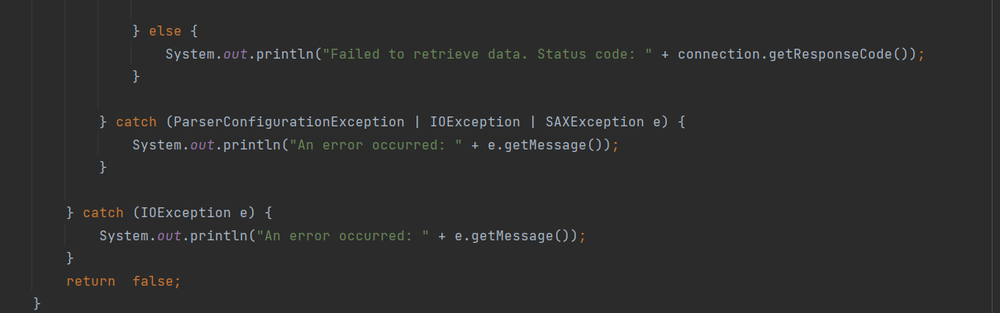 } else {
System.out.println("Failed to retrieve data. Status code: " + connection.getResponseCode());
}
} catch (ParserConfigurationException | IOException | SAXException e) {
System.out.println("An error occurred: " + e.getMessage());
}
} catch (IOException e) {
System.out.println("An error occurred: " + e.getMessage());
}
return  false;
}